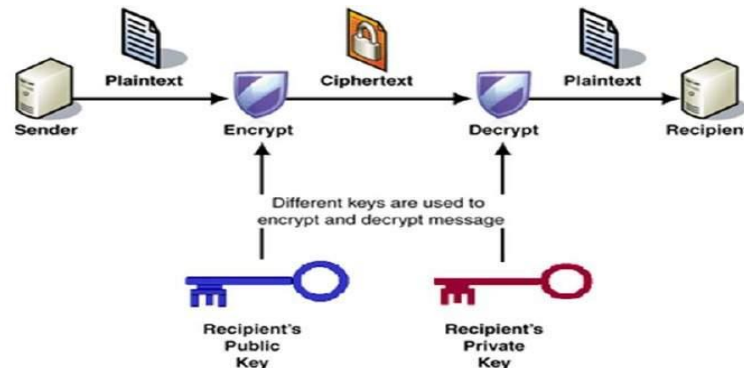 Plaintext
Ciphertext
Plaintext
Sender
Encrypt
Decrypt
Recipient
Different keys are used to
encrypt and decrypt message
Recipient's
Public
Key
Recipient's
Private
Key